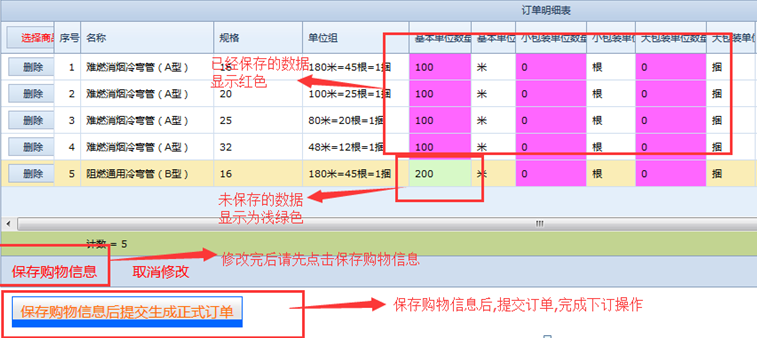 订单明细表
选择商品 序号 名称 规格 单位组 基本单位数量 基本单位 小包装单位数量 小包装单位 大包装单位数量 大包装单位
删除 1 难燃消烟冷弯管（A型） 16 180米=45根=1捆 100 米 0 根 0 捆
已经保存的数据
显示红色
删除 2 难燃消烟冷弯管（A型） 20 100米=25根=1捆 100 米 0 根 0 捆
删除 3 难燃消烟冷弯管（A型） 25 80米=20根=1捆 100 米 0 根 0 捆
删除 4 难燃消烟冷弯管（A型） 32 48米=12根=1捆 100 米 0 根 0 捆
删除 5 阻燃通用冷弯管（B型） 16 180米=45根=1捆 200 米 0 根 0 捆
未保存的数据
显示为浅绿色
计数 = 5
保存购物信息 取消修改 修改完后请先点击保存购物信息
保存购物信息后提交生成正式订单 保存购物信息后,提交订单,完成下订操作